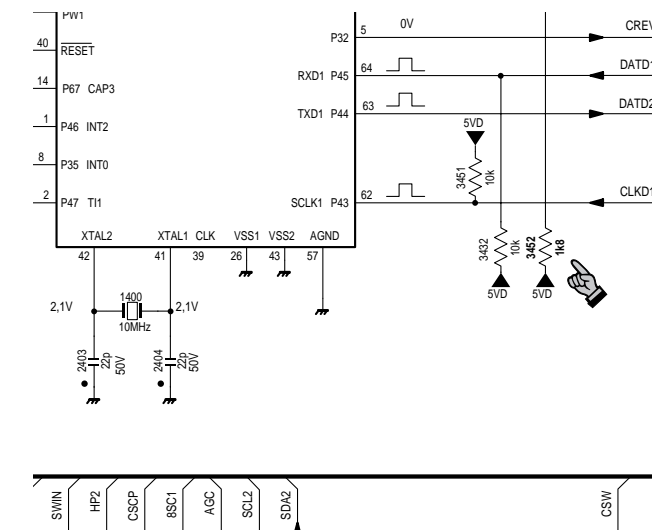 PW1
40 RESET
14 P67 CAP3
1 P46 INT2
8 P35 INT0
2 P47 TI1
P32 5 0V
CREV
RXD1 P45 64
DATD1
TXD1 P44 63
DATD2
5VD
3451
10k
SCLK1 P43 62
CLKD1
XTAL2 XTAL1 CLK VSS1 VSS2 AGND
42 41 39 26 43 57
3432
10k
3452
1k8
5VD 5VD
2,1V 1400 2,1V
10MHz
2403
22p
50V
2404
22p
50V
SWIN
HP2
CSCP
8SC1
AGC
SCL2
SDA2
CSW